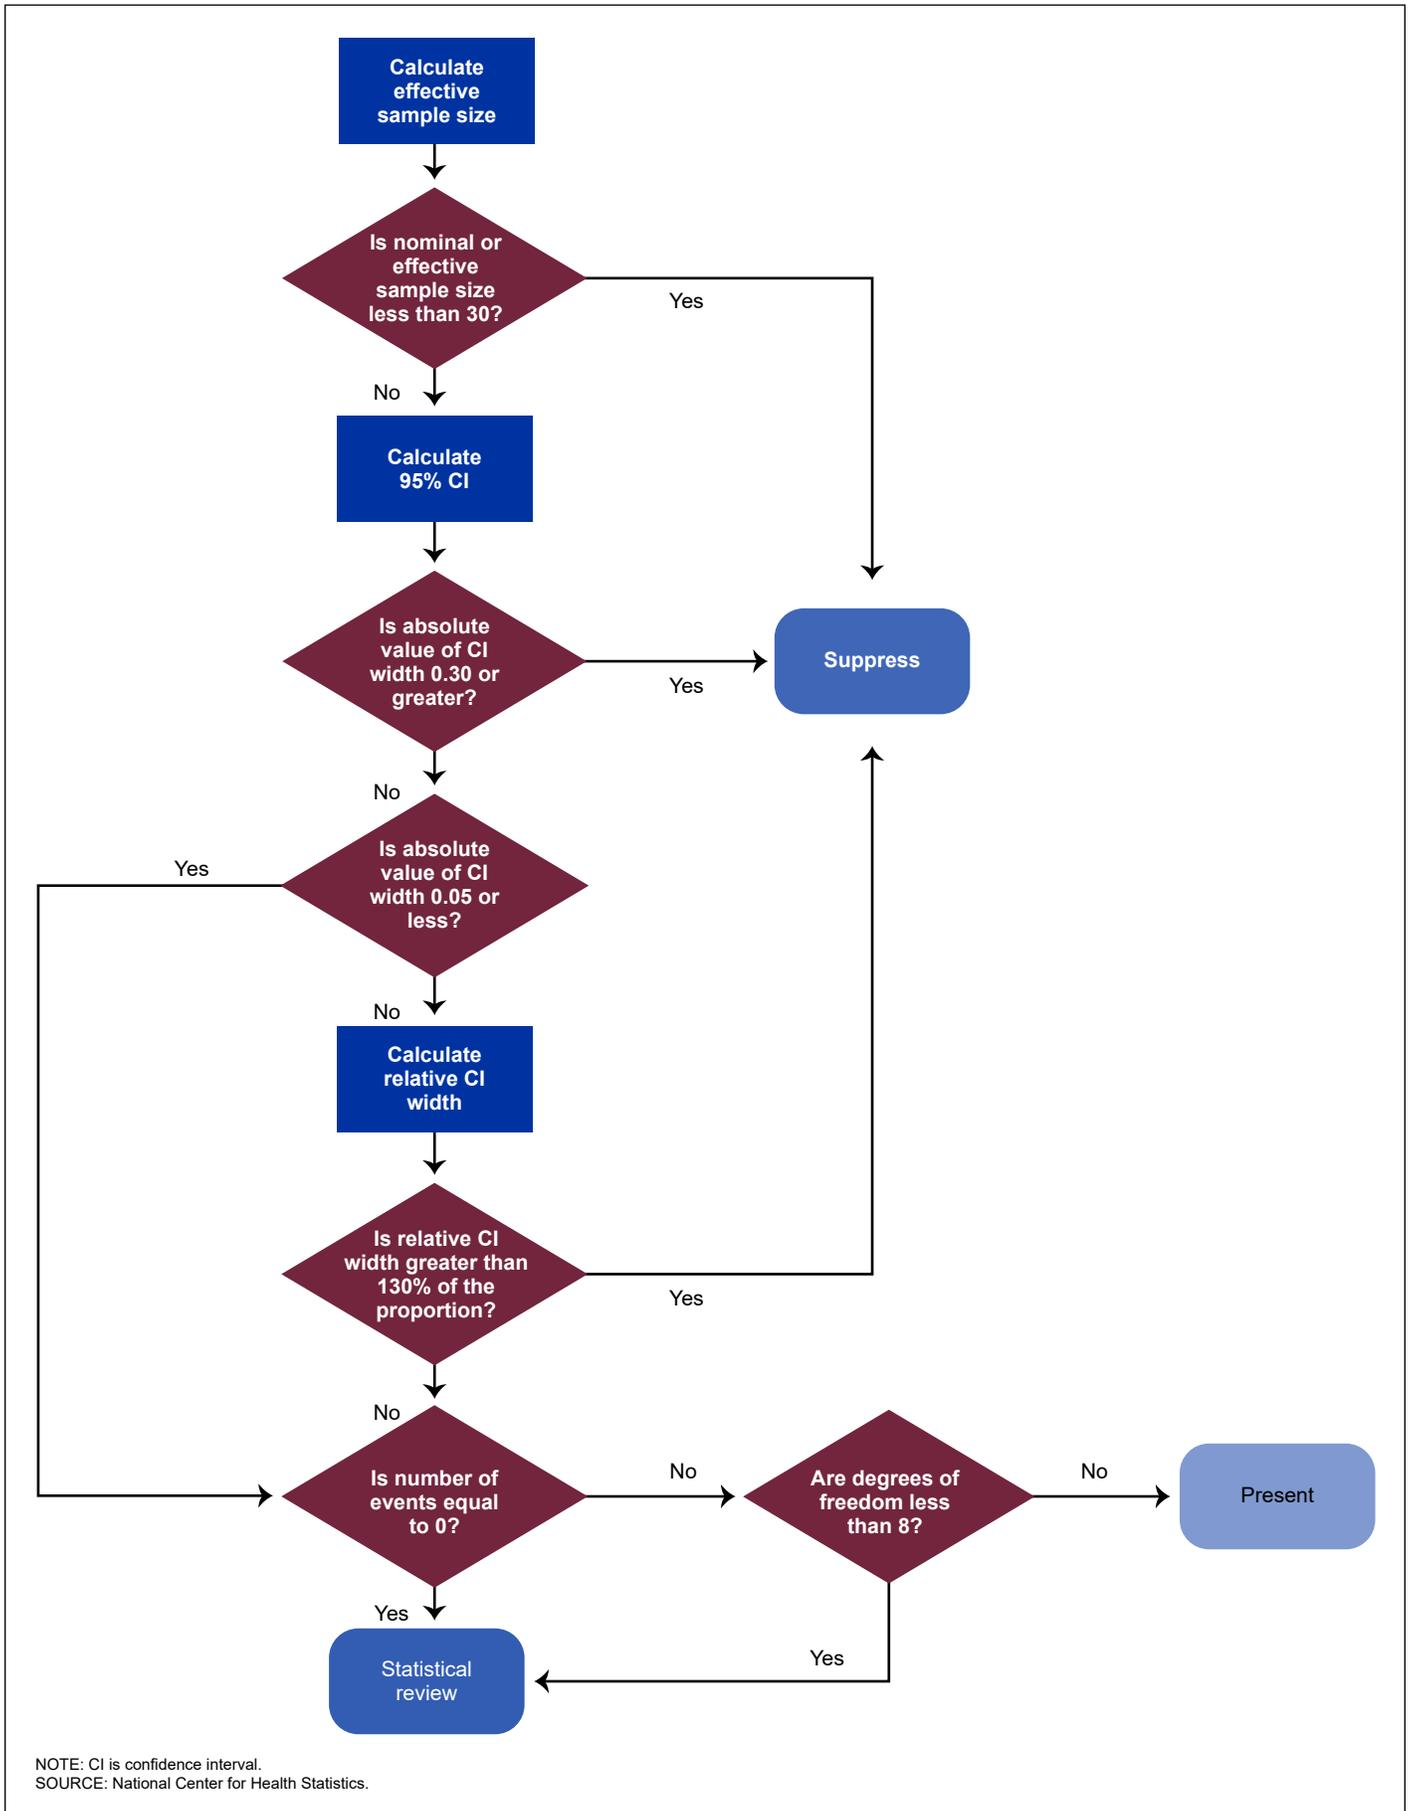 Calculate
effective
sample size
Is nominal or
effective
sample size
less than 30?
Yes
No
Calculate
95% CI
Is absolute
value of CI
width 0.30 or
greater?
Yes
Suppress
No
Is absolute
value of CI
width 0.05 or
less?
Yes
No
Calculate
relative CI
width
Is relative CI
width greater than
130% of the
proportion?
Yes
No
Is number of
events equal
to 0?
No
Are degrees of
freedom less
than 8?
No
Present
Yes
Statistical
review
Yes
NOTE: CI is confidence interval.
SOURCE: National Center for Health Statistics.